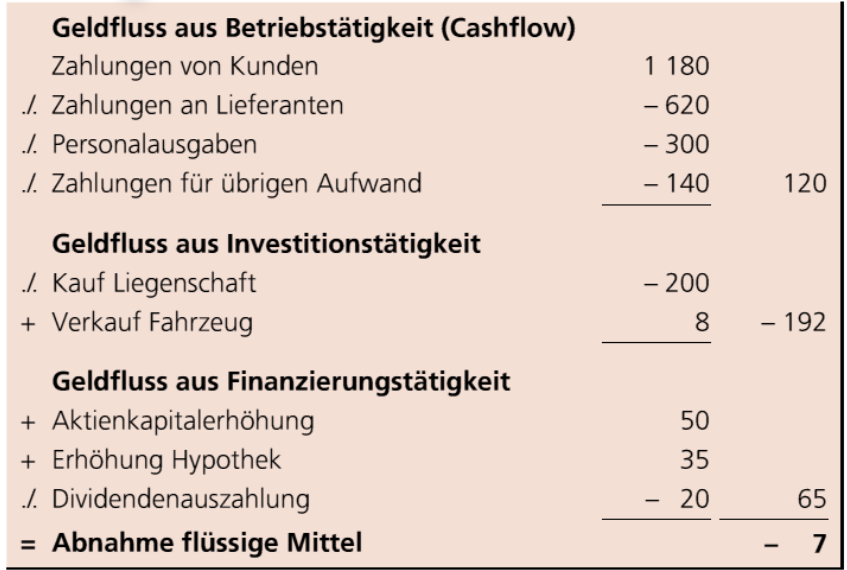 Geldfluss aus Betriebstätigkeit (Cashflow)
Zahlungen von Kunden 1 180
./. Zahlungen an Lieferanten – 620
./. Personalausgaben – 300
./. Zahlungen für übrigen Aufwand – 140 120
Geldfluss aus Investitionstätigkeit
./. Kauf Liegenschaft – 200
+ Verkauf Fahrzeug 8 – 192
Geldfluss aus Finanzierungstätigkeit
+ Aktienkapitalerhöhung 50
+ Erhöhung Hypothek 35
./. Dividendenauszahlung – 20 65
= Abnahme flüssige Mittel – 7